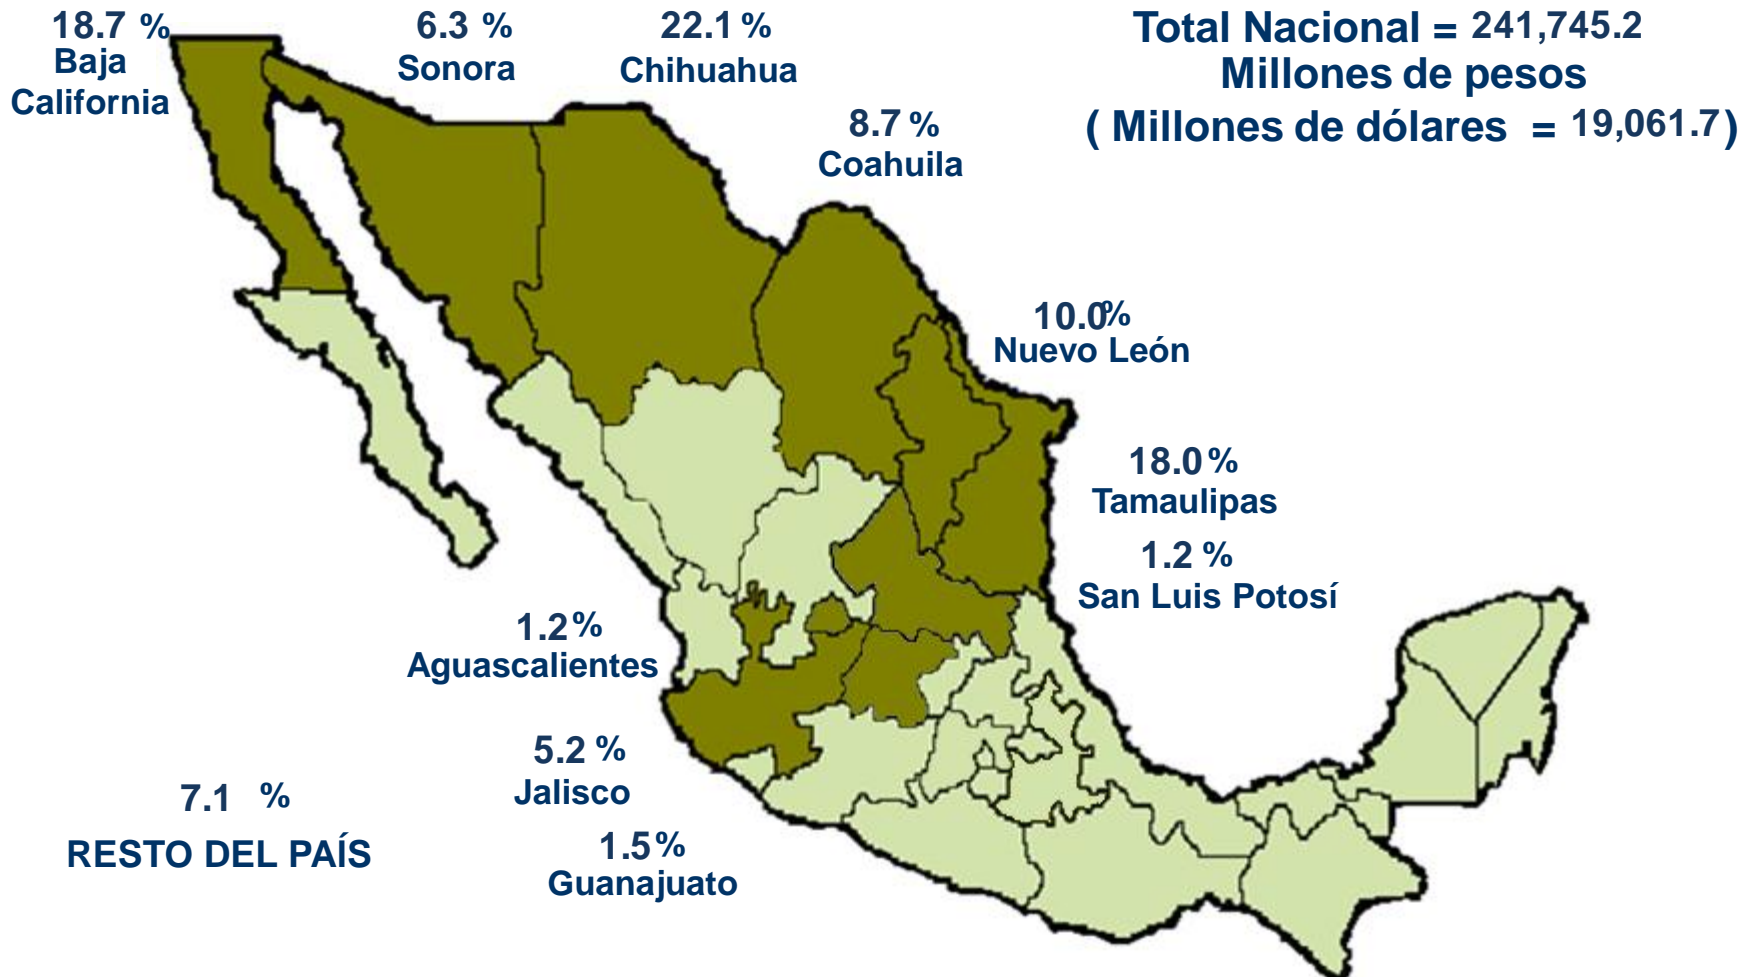 18.7 %
Baja
California
6.3 %
Sonora
22.1 %
Chihuahua
Total Nacional = 241,745.2
Millones de pesos
( Millones de dólares = 19,061.7)
8.7 %
Coahuila
10.0%
Nuevo León
18.0 %
Tamaulipas
1.2 %
San Luis Potosí
1.2 %
Aguascalientes
5.2 %
Jalisco
1.5 %
Guanajuato
7.1 %
RESTO DEL PAÍS